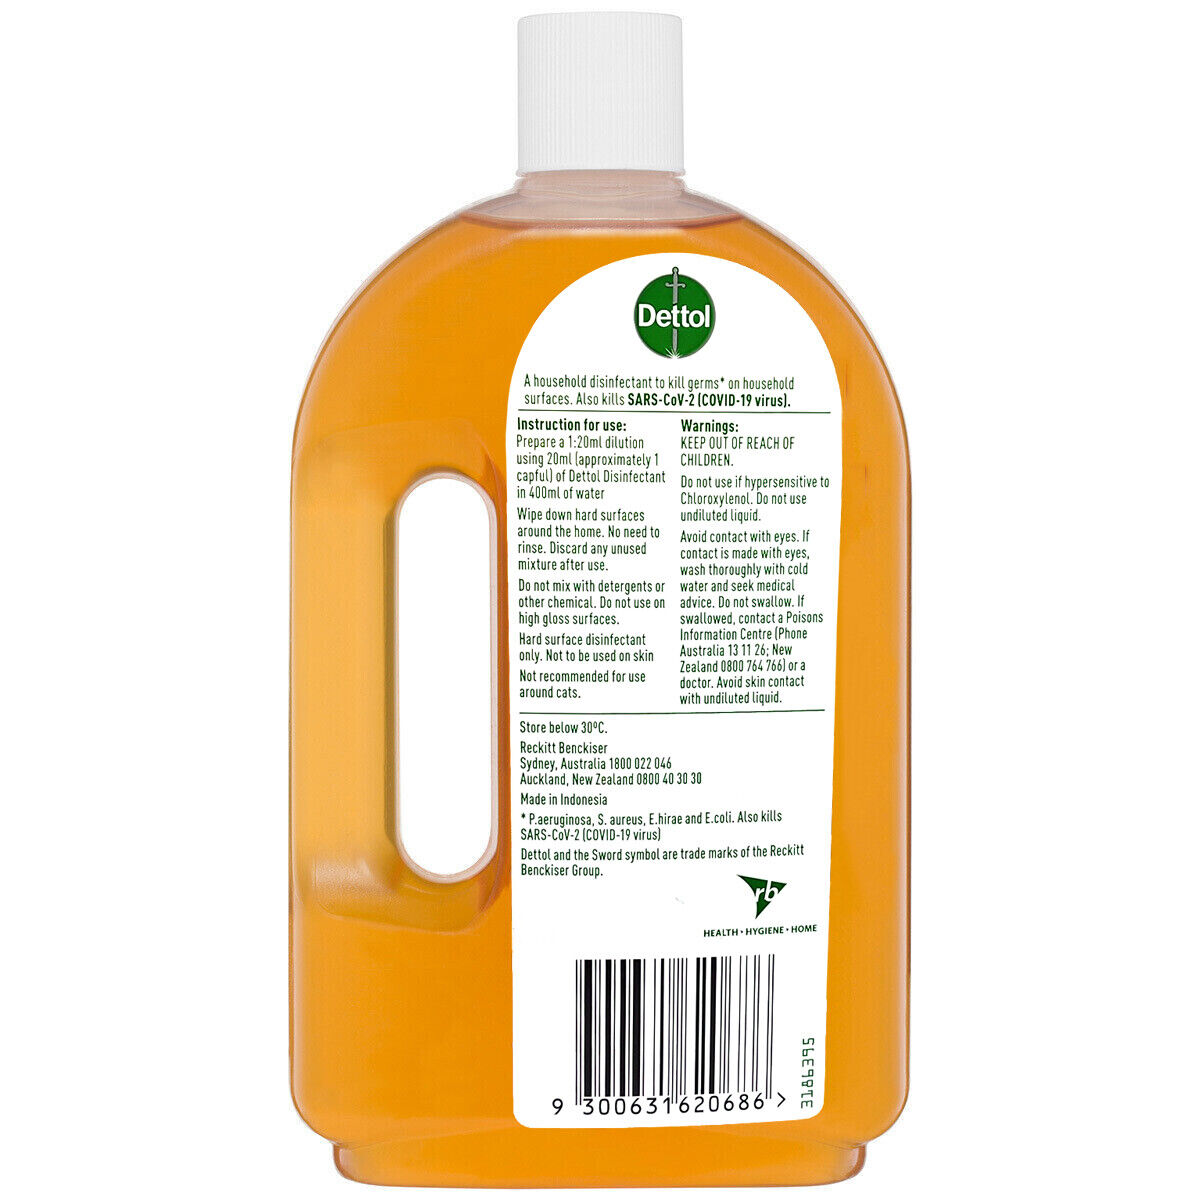 Dettol
A household disinfectant to kill germs* on household
surfaces. Also kills SARS-CoV-2 (COVID-19 virus).
Instruction for use:
Prepare a 1:20ml dilution
using 20ml (approximately 1
capful) of Dettol Disinfectant
in 400ml of water
Wipe down hard surfaces
around the home. No need to
rinse. Discard any unused
mixture after use.
Do not mix with detergents or
other chemical. Do not use on
high gloss surfaces.
Hard surface disinfectant
only. Not to be used on skin
Not recommended for use
around cats.
Warnings:
KEEP OUT OF REACH OF
CHILDREN.
Do not use if hypersensitive to
Chloroxylenol. Do not use
undiluted liquid.
Avoid contact with eyes. If
contact is made with eyes,
wash thoroughly with cold
water and seek medical
advice. Do not swallow. If
swallowed, contact a Poisons
Information Centre (Phone
Australia 13 11 26; New
Zealand 0800 764 766) or a
doctor. Avoid skin contact
with undiluted liquid.
Store below 30ºC.
Reckitt Benckiser
Sydney, Australia 1800 022 046
Auckland, New Zealand 0800 40 30 30
Made in Indonesia
* P.aeruginosa, S. aureus, E.hirae and E.coli. Also kills
SARS-CoV-2 (COVID-19 virus)
Dettol and the Sword symbol are trade marks of the Reckitt
Benckiser Group.
rb
HEALTH • HYGIENE • HOME
9 300631 620686 >
3186395